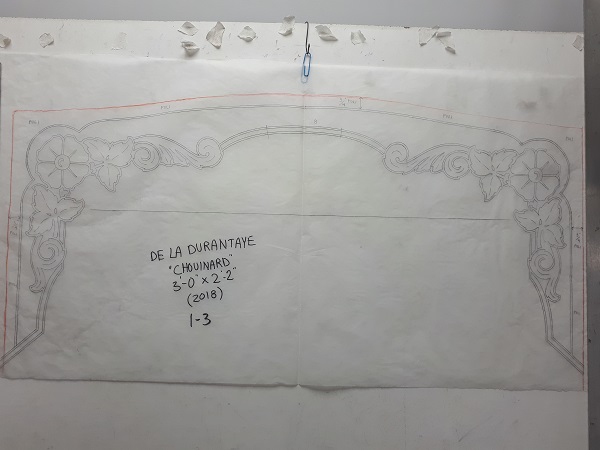 DE LA DURANTAYE
"CHOUINARD"
3'-0" x 2'-2"
(2018)
1-3